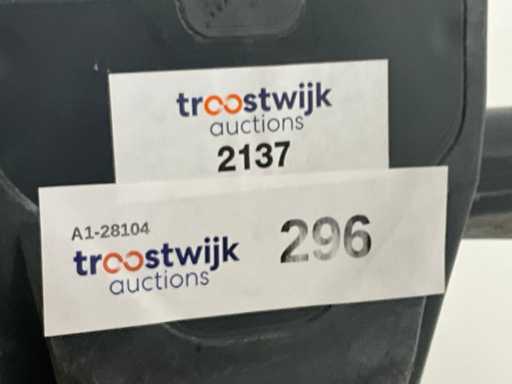 troostwijk
auctions
2137
A1-28104
troostwijk
auctions
296